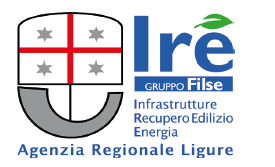 Irè
GRUPPO Filse
Infrastrutture
Recupero Edilizio
Energia
Agenzia Regionale Ligure